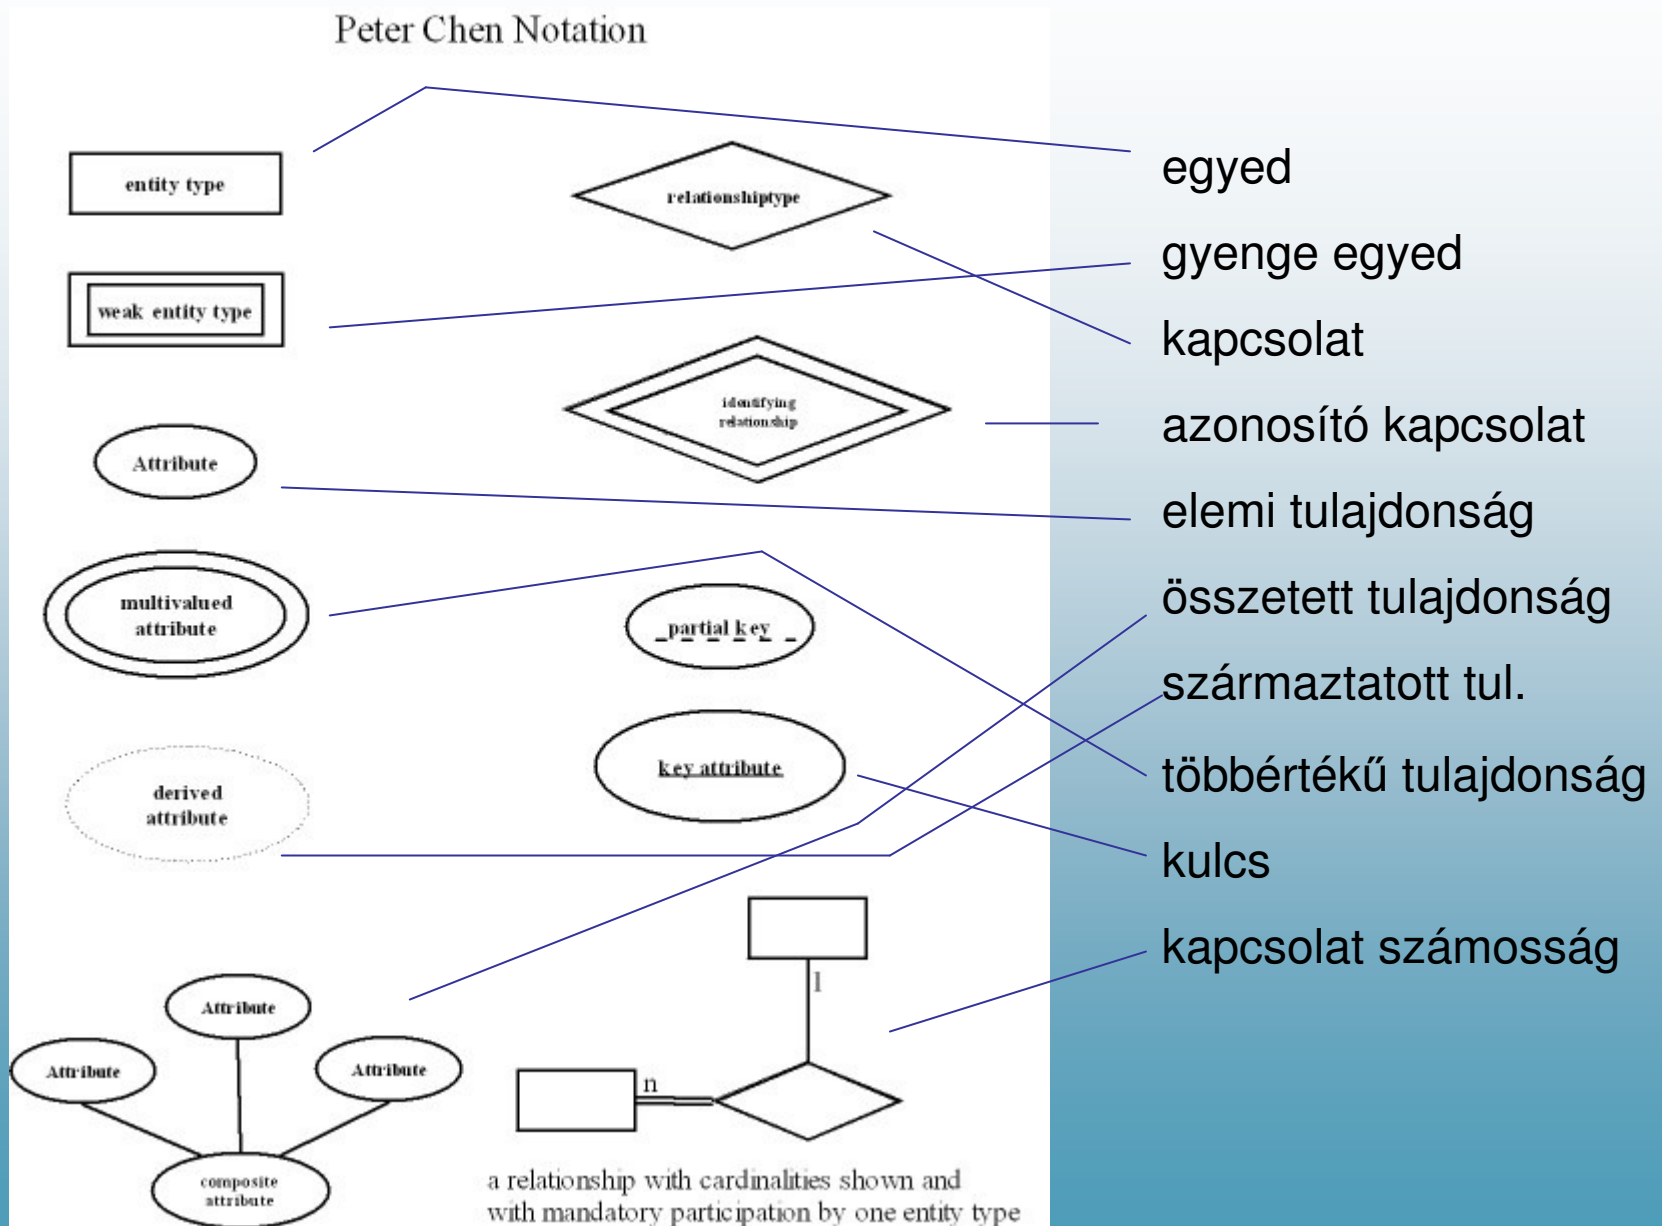 Peter Chen Notation
entity type
relationshiptype
weak entity type
identifying
relationship
Attribute
multivalued
attribute
partial key
key attribute
derived
attribute
Attribute
Attribute
Attribute
composite
attribute
1
n
a relationship with cardinalities shown and
with mandatory participation by one entity type
egyed
gyenge egyed
kapcsolat
azonosító kapcsolat
elemi tulajdonság
összetett tulajdonság
származtatott tul.
többértékű tulajdonság
kulcs
kapcsolat számosság